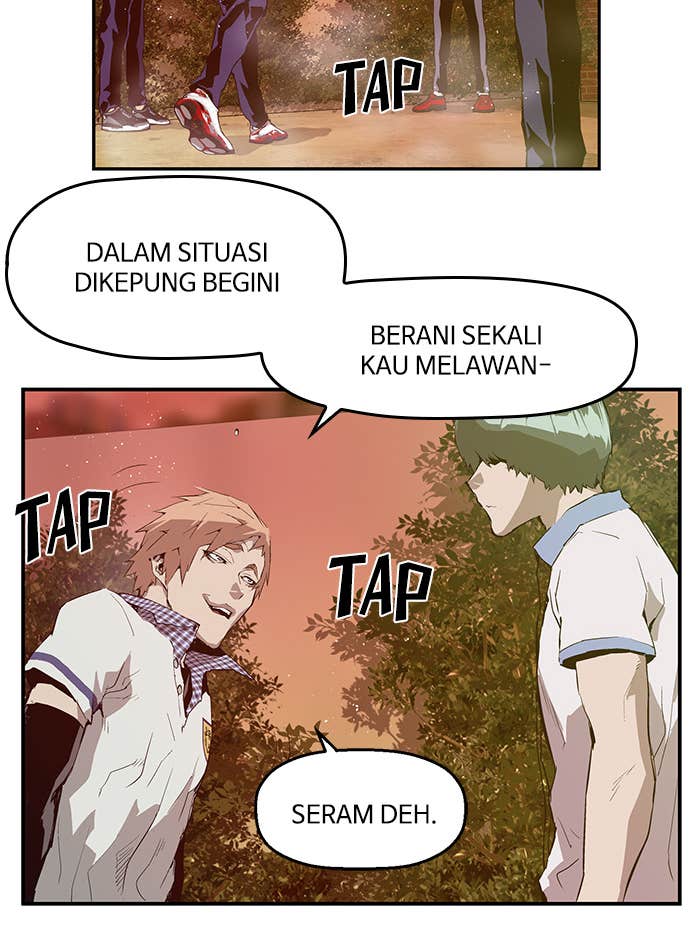 TAP
DALAM SITUASI
DIKEPUNG BEGINI
BERANI SEKALI
KAU MELAWAN-
TAP
TAP
SERAM DEH.